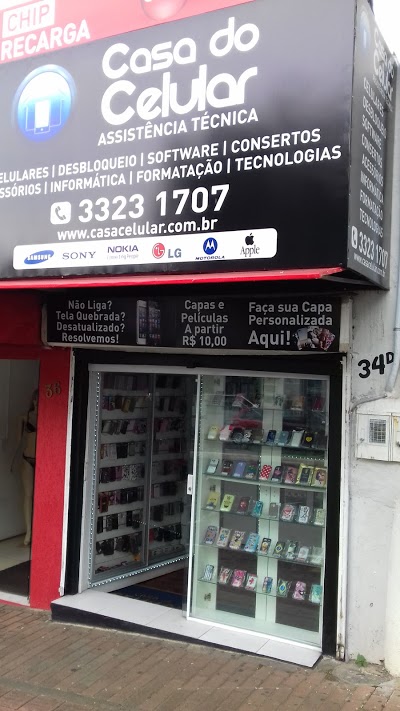 CHIP
RECARGA
Casa do
Celular
ASSISTÊNCIA TÉCNICA
CELULARES | DESBLOQUEIO | SOFTWARE | CONSERTOS
ACESSÓRIOS | INFORMÁTICA | FORMATAÇÃO | TECNOLOGIAS
3323 1707
www.casacelular.com.br
SAMSUNG SONY NOKIA LG MOTOROLA Apple
Não Liga?
Tela Quebrada?
Desatualizado?
Resolvemos!
Capas e
Películas
A partir
R$ 10,00
Faça sua Capa
Personalizada
Aqui!
36
34D
3323 1707